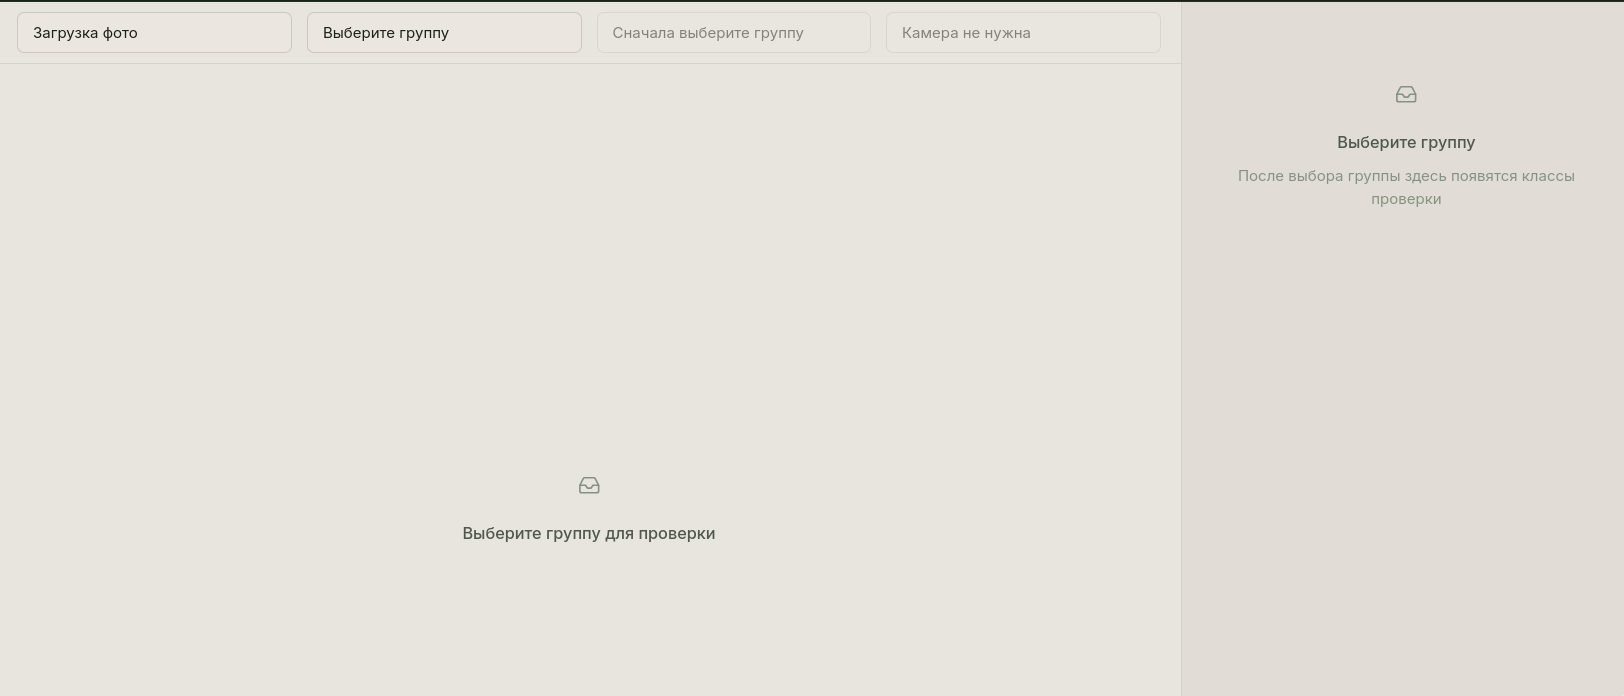 Загрузка фото
Выберите группу
Сначала выберите группу
Камера не нужна
Выберите группу
После выбора группы здесь появятся классы
проверки
Выберите группу для проверки